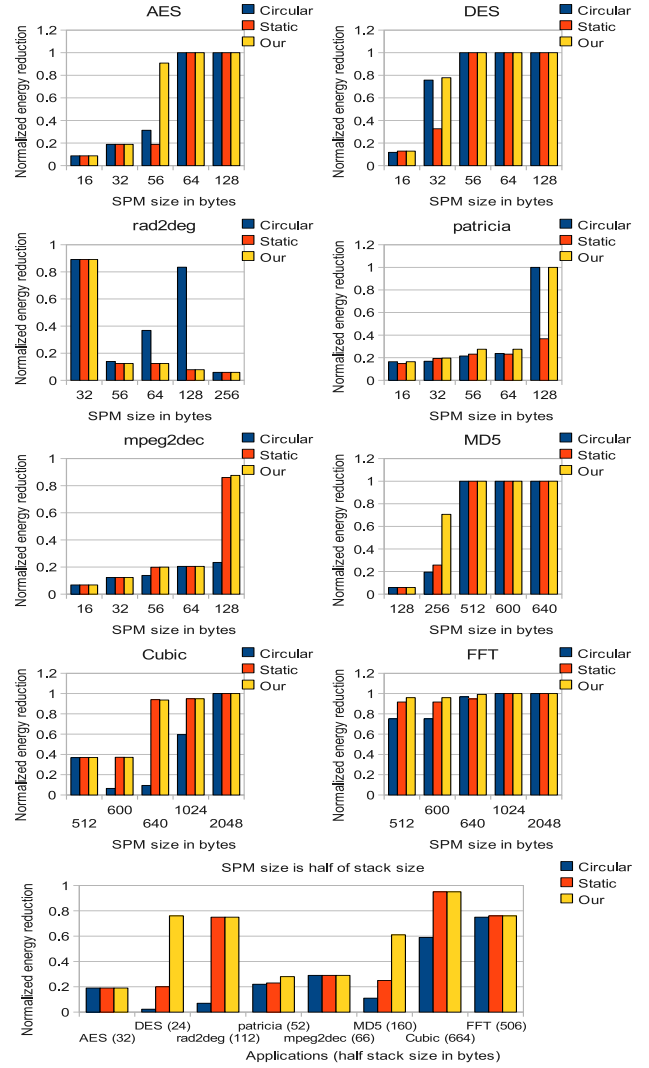 AES
Circular
Static
Our
Normalized energy reduction
1.2
1
0.8
0.6
0.4
0.2
0
16 32 56 64 128
SPM size in bytes
DES
Circular
Static
Our
Normalized energy reduction
1.2
1
0.8
0.6
0.4
0.2
0
16 32 56 64 128
SPM size in bytes
rad2deg
Circular
Static
Our
Normalized energy reduction
1
0.8
0.6
0.4
0.2
0
32 56 64 128 256
SPM size in bytes
patricia
Circular
Static
Our
Normalized energy reduction
1.2
1
0.8
0.6
0.4
0.2
0
16 32 56 64 128
SPM size in bytes
mpeg2dec
Circular
Static
Our
Normalized energy reduction
1
0.8
0.6
0.4
0.2
0
16 32 56 64 128
SPM size in bytes
MD5
Circular
Static
Our
Normalized energy reduction
1.2
1
0.8
0.6
0.4
0.2
0
128 256 512 600 640
SPM size in bytes
Cubic
Circular
Static
Our
Normalized energy reduction
1.2
1
0.8
0.6
0.4
0.2
0
600 1024
512 640 2048
SPM size in bytes
FFT
Circular
Static
Our
Normalized energy reduction
1.2
1
0.8
0.6
0.4
0.2
0
600 1024
512 640 2048
SPM size in bytes
SPM size is half of stack size
Circular
Static
Our
Normalized energy reduction
1
0.8
0.6
0.4
0.2
0
DES (24) patricia (52) MD5 (160) FFT (506)
AES (32) rad2deg (112) mpeg2dec (66) Cubic (664)
Applications (half stack size in bytes)